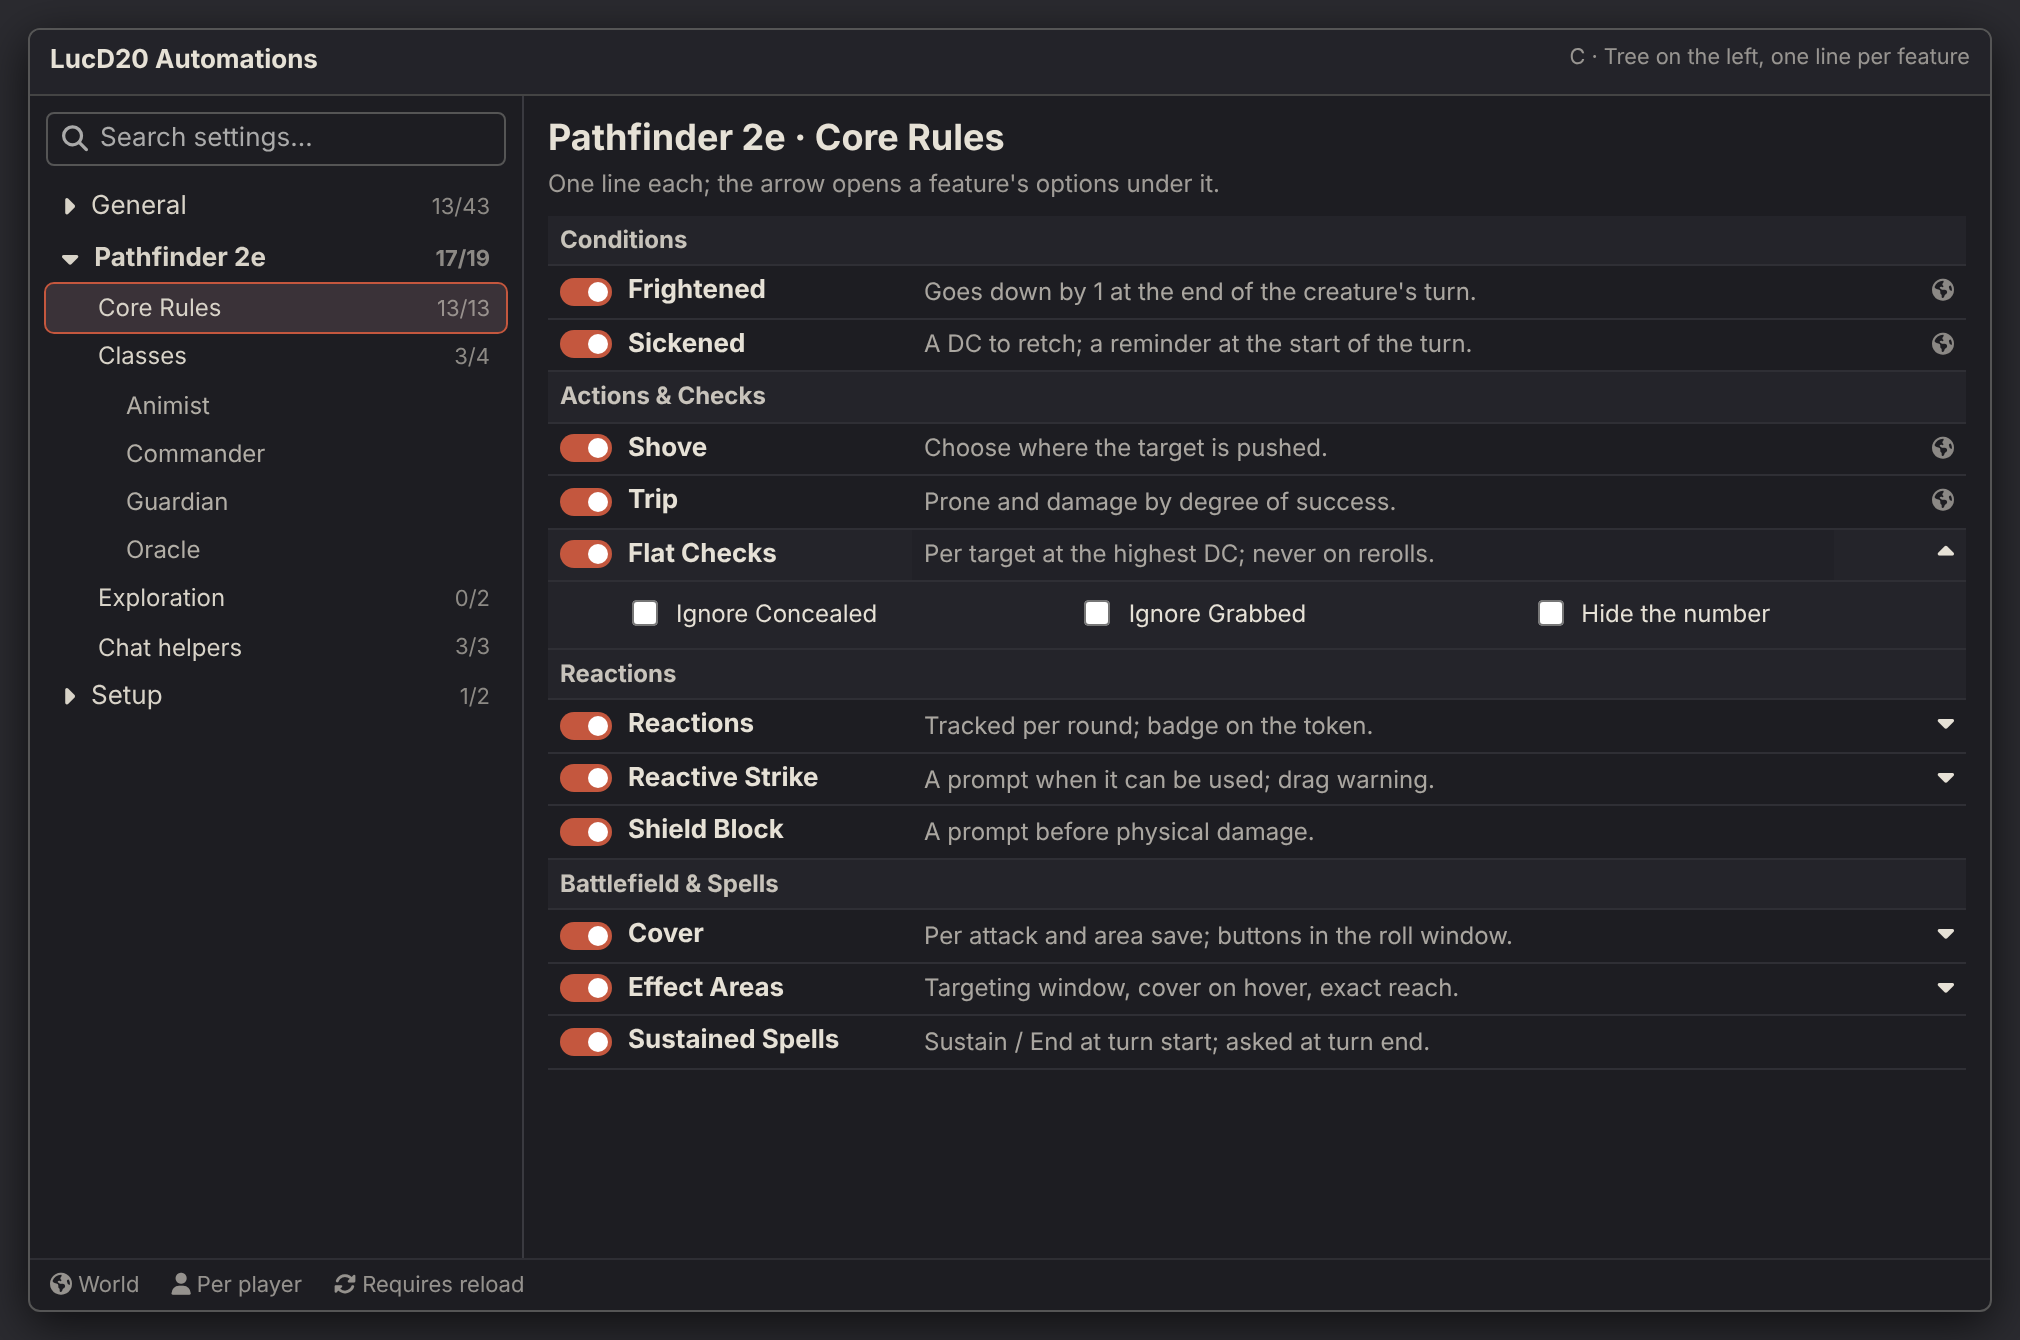 LucD20 Automations
C · Tree on the left, one line per feature
Search settings...
General 13/43
Pathfinder 2e 17/19
Core Rules 13/13
Classes 3/4
Animist
Commander
Guardian
Oracle
Exploration 0/2
Chat helpers 3/3
Setup 1/2
Pathfinder 2e · Core Rules
One line each; the arrow opens a feature's options under it.
Conditions
Frightened Goes down by 1 at the end of the creature's turn.
Sickened A DC to retch; a reminder at the start of the turn.
Actions & Checks
Shove Choose where the target is pushed.
Trip Prone and damage by degree of success.
Flat Checks Per target at the highest DC; never on rerolls.
Ignore Concealed Ignore Grabbed Hide the number
Reactions
Reactions Tracked per round; badge on the token.
Reactive Strike A prompt when it can be used; drag warning.
Shield Block A prompt before physical damage.
Battlefield & Spells
Cover Per attack and area save; buttons in the roll window.
Effect Areas Targeting window, cover on hover, exact reach.
Sustained Spells Sustain / End at turn start; asked at turn end.
World Per player Requires reload